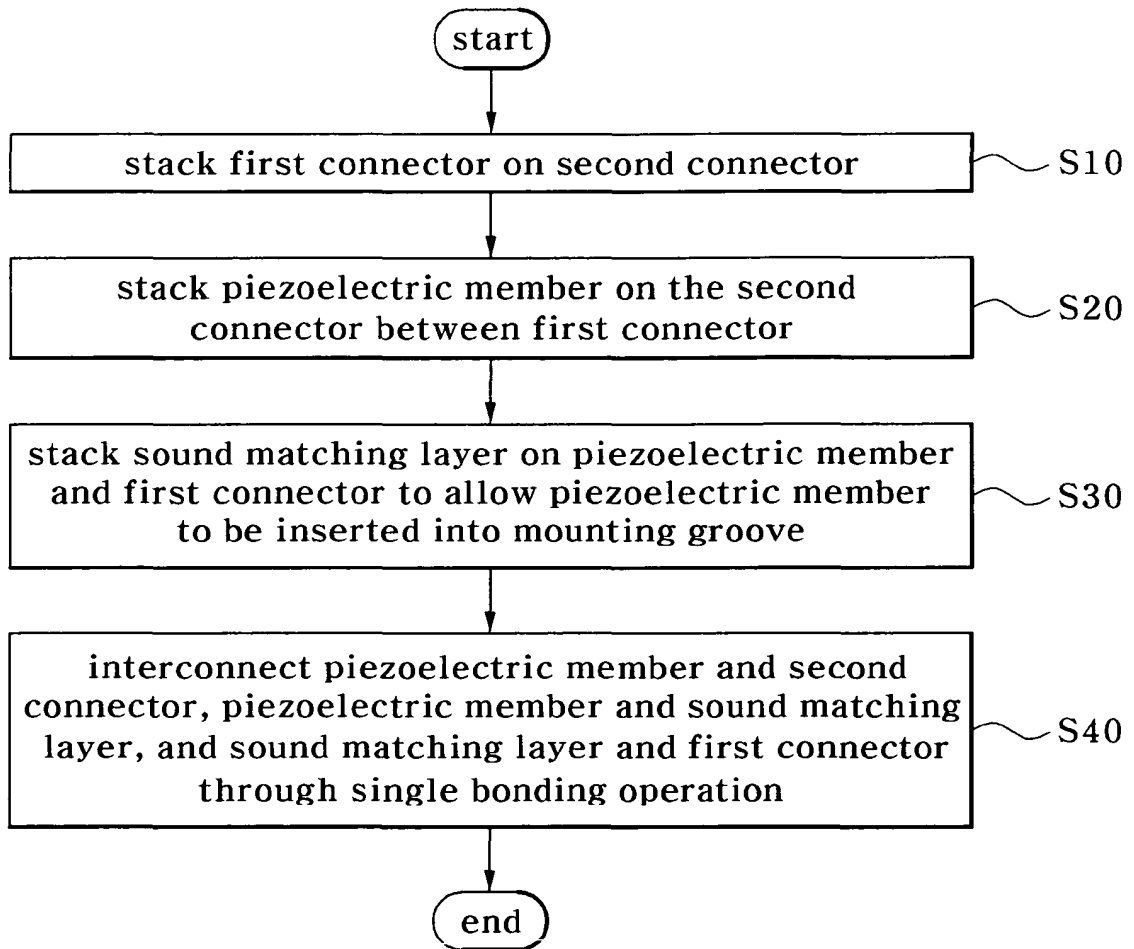 start
stack first connector on second connector
S10
stack piezoelectric member on the second
connector between first connector
S20
stack sound matching layer on piezoelectric member
and first connector to allow piezoelectric member
to be inserted into mounting groove
S30
interconnect piezoelectric member and second
connector, piezoelectric member and sound matching
layer, and sound matching layer and first connector
through single bonding operation
S40
end